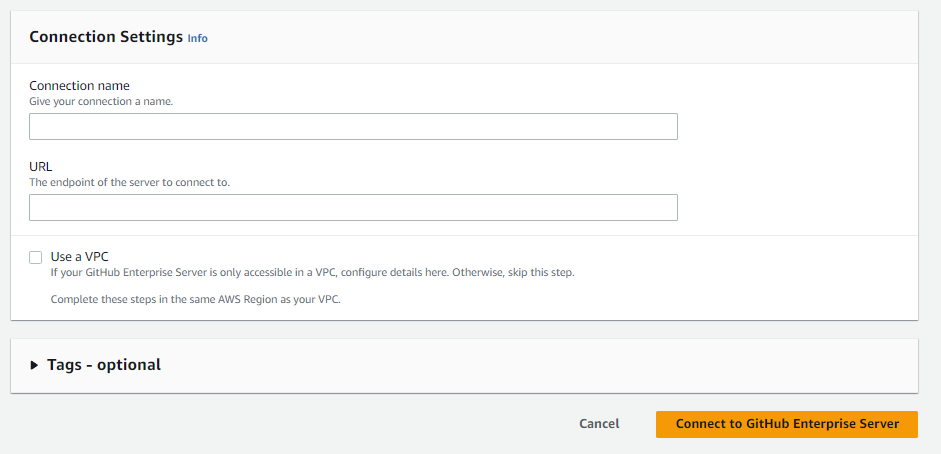 Connection Settings Info
Connection name
Give your connection a name.
URL
The endpoint of the server to connect to.
Use a VPC
If your GitHub Enterprise Server is only accessible in a VPC, configure details here. Otherwise, skip this step.
Complete these steps in the same AWS Region as your VPC.
Tags - optional
Cancel Connect to GitHub Enterprise Server